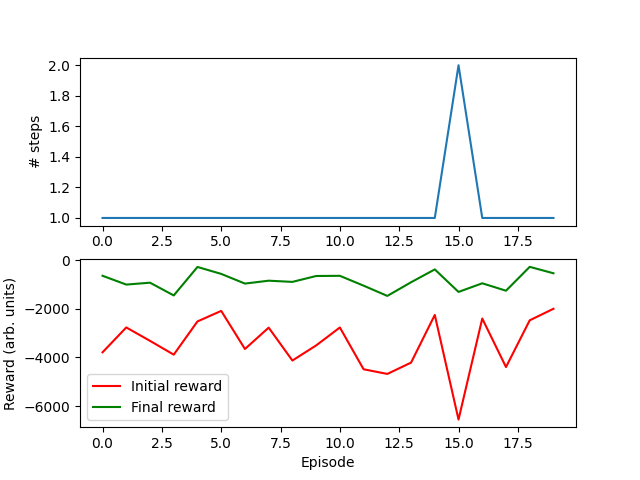 2.0
1.8
1.6
1.4
1.2
1.0
# steps
0.0 2.5 5.0 7.5 10.0 12.5 15.0 17.5
0
−2000
−4000
−6000
Reward (arb. units)
Initial reward
Final reward
0.0 2.5 5.0 7.5 10.0 12.5 15.0 17.5
Episode